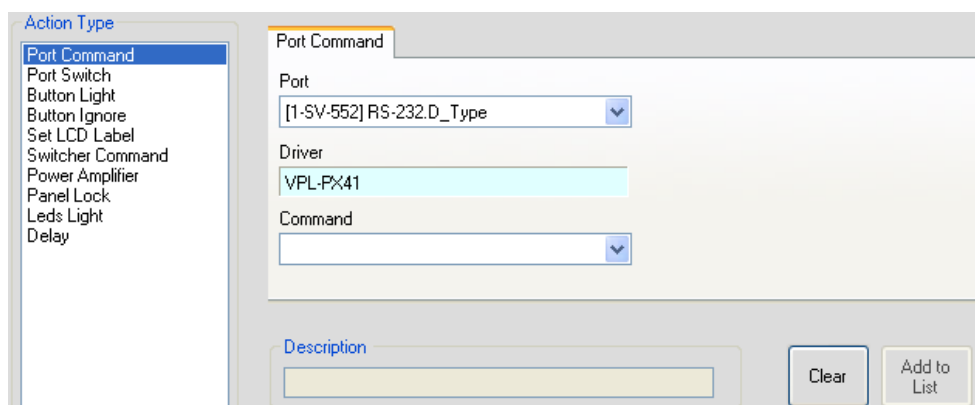 Action Type
Port Command
Port Switch
Button Light
Button Ignore
Set LCD Label
Switcher Command
Power Amplifier
Panel Lock
Leds Light
Delay
Port Command
Port
[1-SV-552] RS-232.D_Type
Driver
VPL-PX41
Command
Description
Clear
Add to
List